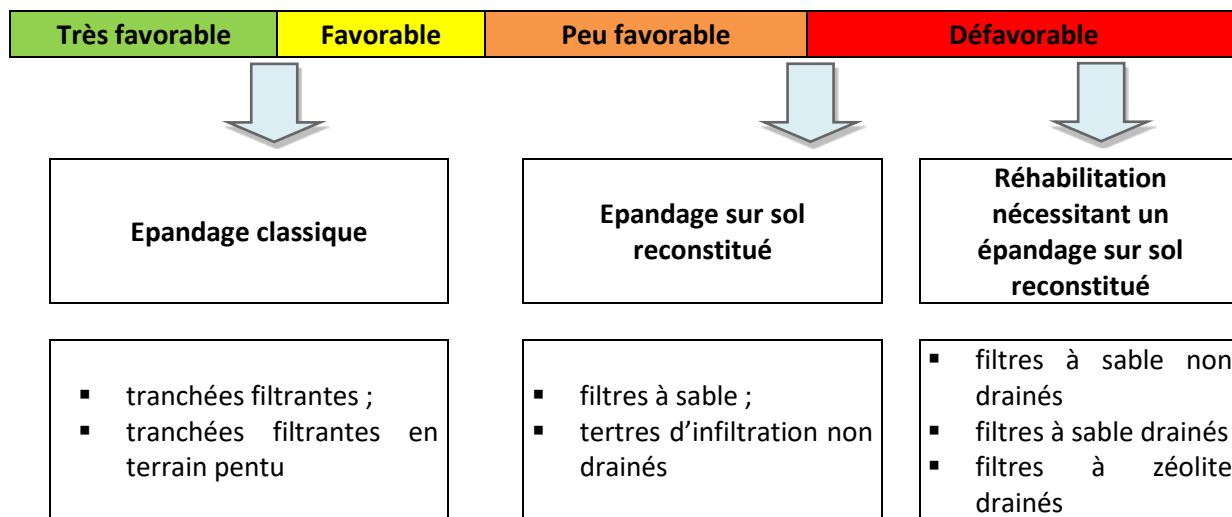 Très favorable
Favorable
Peu favorable
Défavorable
Epandage classique
Epandage sur sol
reconstitué
Réhabilitation
nécessitant un
épandage sur sol
reconstitué
▪ tranchées filtrantes ;
▪ tranchées filtrantes en
terrain pentu
▪ filtres à sable ;
▪ tertres d’infiltration non
drainés
▪ filtres à sable non
drainés
▪ filtres à sable drainés
▪ filtres à zéolite
drainés